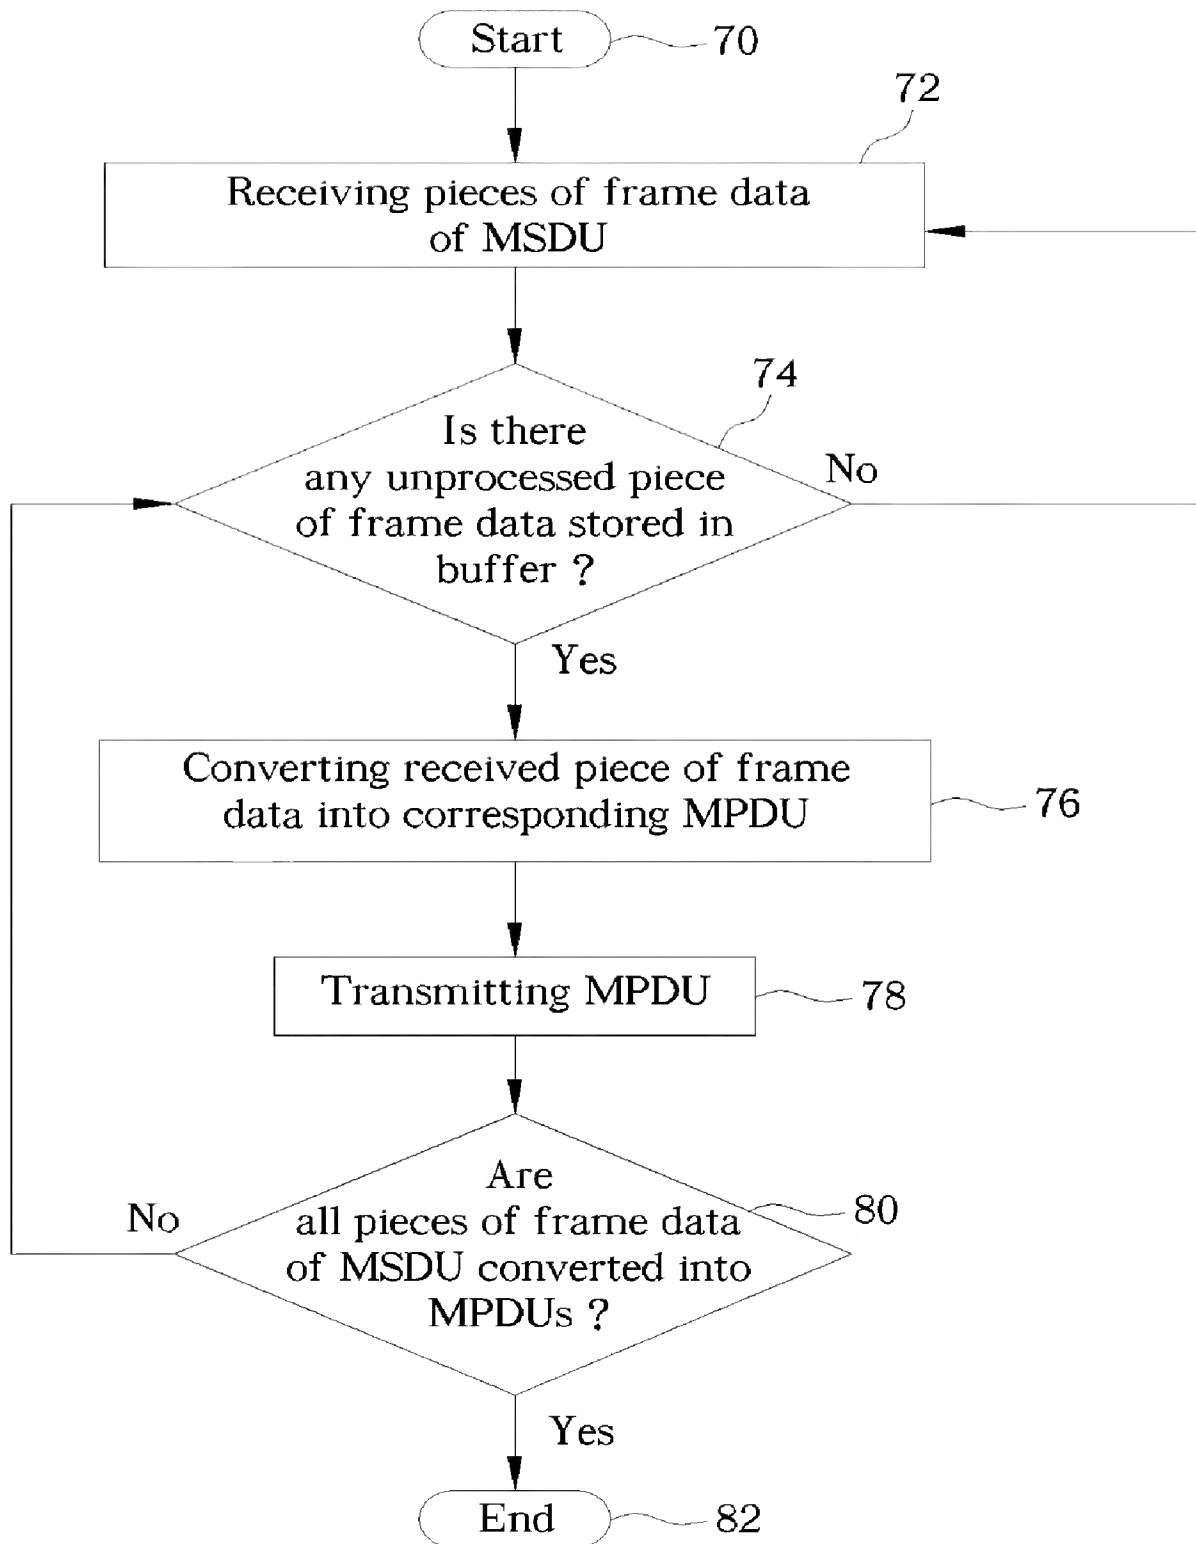 Start
70
72
Receiving pieces of frame data
of MSDU
74
Is there
any unprocessed piece
of frame data stored in
buffer ?
No
Yes
Converting received piece of frame
data into corresponding MPDU
76
Transmitting MPDU
78
Are
all pieces of frame data
of MSDU converted into
MPDUs ?
80
No
Yes
End
82